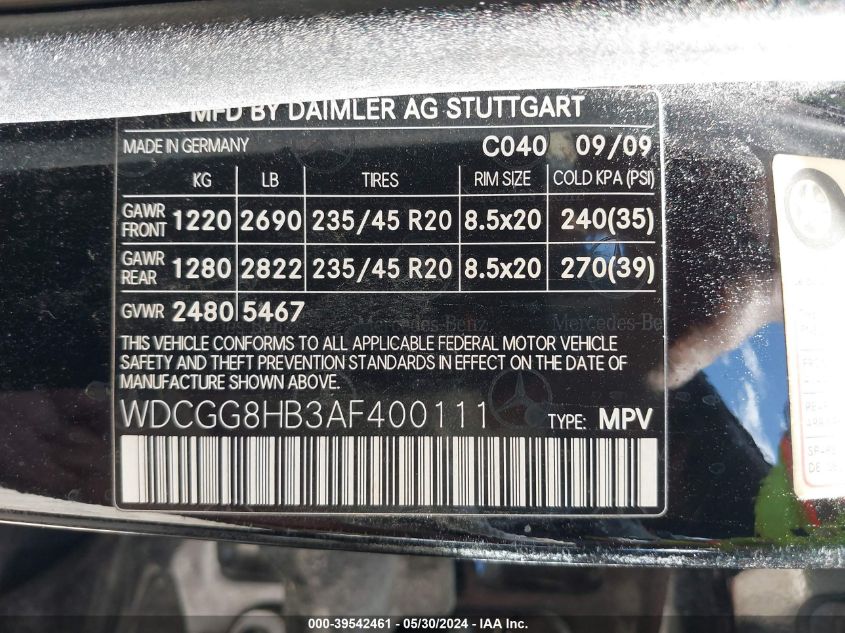 MFD BY DAIMLER AG STUTTGART
MADE IN GERMANY C040 09/09
KG LB TIRES RIM SIZE COLD KPA (PSI)
GAWR FRONT 1220 2690 235/45 R20 8.5x20 240(35)
GAWR REAR 1280 2822 235/45 R20 8.5x20 270(39)
GVWR 2480 5467
Mercedes-Benz Mercedes-Benz
THIS VEHICLE CONFORMS TO ALL APPLICABLE FEDERAL MOTOR VEHICLE
SAFETY AND THEFT PREVENTION STANDARDS IN EFFECT ON THE DATE OF
MANUFACTURE SHOWN ABOVE.
WDCGG8HB3AF400111 TYPE: MPV
000-39542461 - 05/30/2024 - IAA Inc.